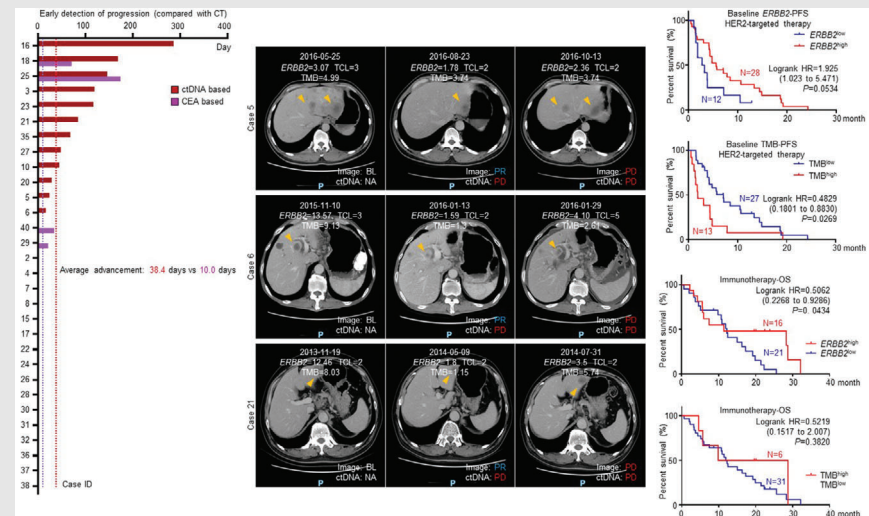 Early detection of progression (compared with CT)
0 100 200 300 400
Day
16
18
25
3
23
21
35
27
10
20
5
6
40
29
2
4
7
8
9
11
12
13
14
15
17
19
22
24
26
28
30
31
32
33
34
36
37
38
ctDNA based
CEA based
Average advancement: 38.4 days vs 10.0 days
Case ID
Case 5
2016-05-25
ERBB2=3.07 TCL=3
TMB=4.99
Image: BL
ctDNA: NA
P
2016-08-23
ERBB2=1.78 TCL=2
TMB=3.74
Image: PR
ctDNA: PD
P
2016-10-13
ERBB2=2.36 TCL=2
TMB=3.74
Image: PD
ctDNA: PD
P
Case 6
2015-11-10
ERBB2=13.57, TCL=3
TMB=9.13
Image: BL
ctDNA: NA
P
2016-01-13
ERBB2=1.59 TCL=2
Image: PR
ctDNA: PD
P
2016-01-29
ERBB2=4.10 TCL=5
TMB=2.61
Image: PD
ctDNA: PD
P
Case 21
2013-11-19
ERBB2=12.46 TCL=2
TMB=8.03
Image: BL
ctDNA: NA
P
2014-05-09
ERBB2=1.8, TCL=2
TMB=1.15
Image: PR
ctDNA: PD
P
2014-07-31
ERBB2=3.5 TCL=2
TMB=5.74
Image: PD
ctDNA: PD
P
Baseline ERBB2-PFS
HER2-targeted therapy
ERBB2low
ERBB2high
N=28
Logrank HR=1.925
(1.023 to 5.471)
P=0.0534
N=12
Percent survival (%)
100
50
0
0 10 20 30 month
Baseline TMB-PFS
HER2-targeted therapy
TMBlow
TMBhigh
N=27
Logrank HR=0.4829
(0.1801 to 0.8830)
P=0.0269
N=13
Percent survival (%)
100
50
0
0 10 20 30 month
Immunotherapy-OS
Logrank HR=0.5062
(0.2268 to 0.9286)
P= 0.0434
N=16
N=21
ERBB2high
ERBB2low
Percent survival (%)
100
50
0
0 10 20 30 40 month
Immunotherapy-OS
Logrank HR=0.5219
(0.1517 to 2.007)
P=0.3820
N=6
N=31
TMBhigh
TMBlow
Percent survival (%)
100
50
0
0 10 20 30 40 month